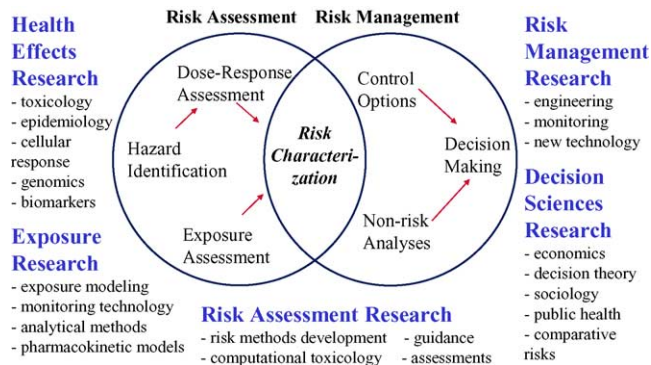 Risk Assessment
Risk Management
Health
Effects
Research
- toxicology
- epidemiology
- cellular
response
- genomics
- biomarkers
Exposure
Research
- exposure modeling
- monitoring technology
- analytical methods
- pharmacokinetic models
Dose-Response
Assessment
Hazard
Identification
Exposure
Assessment
Risk
Characteri-
zation
Control
Options
Decision
Making
Non-risk
Analyses
Risk
Management
Research
- engineering
- monitoring
- new technology
Decision
Sciences
Research
- economics
- decision theory
- sociology
- public health
- comparative
risks
Risk Assessment Research
- risk methods development - guidance
- computational toxicology - assessments